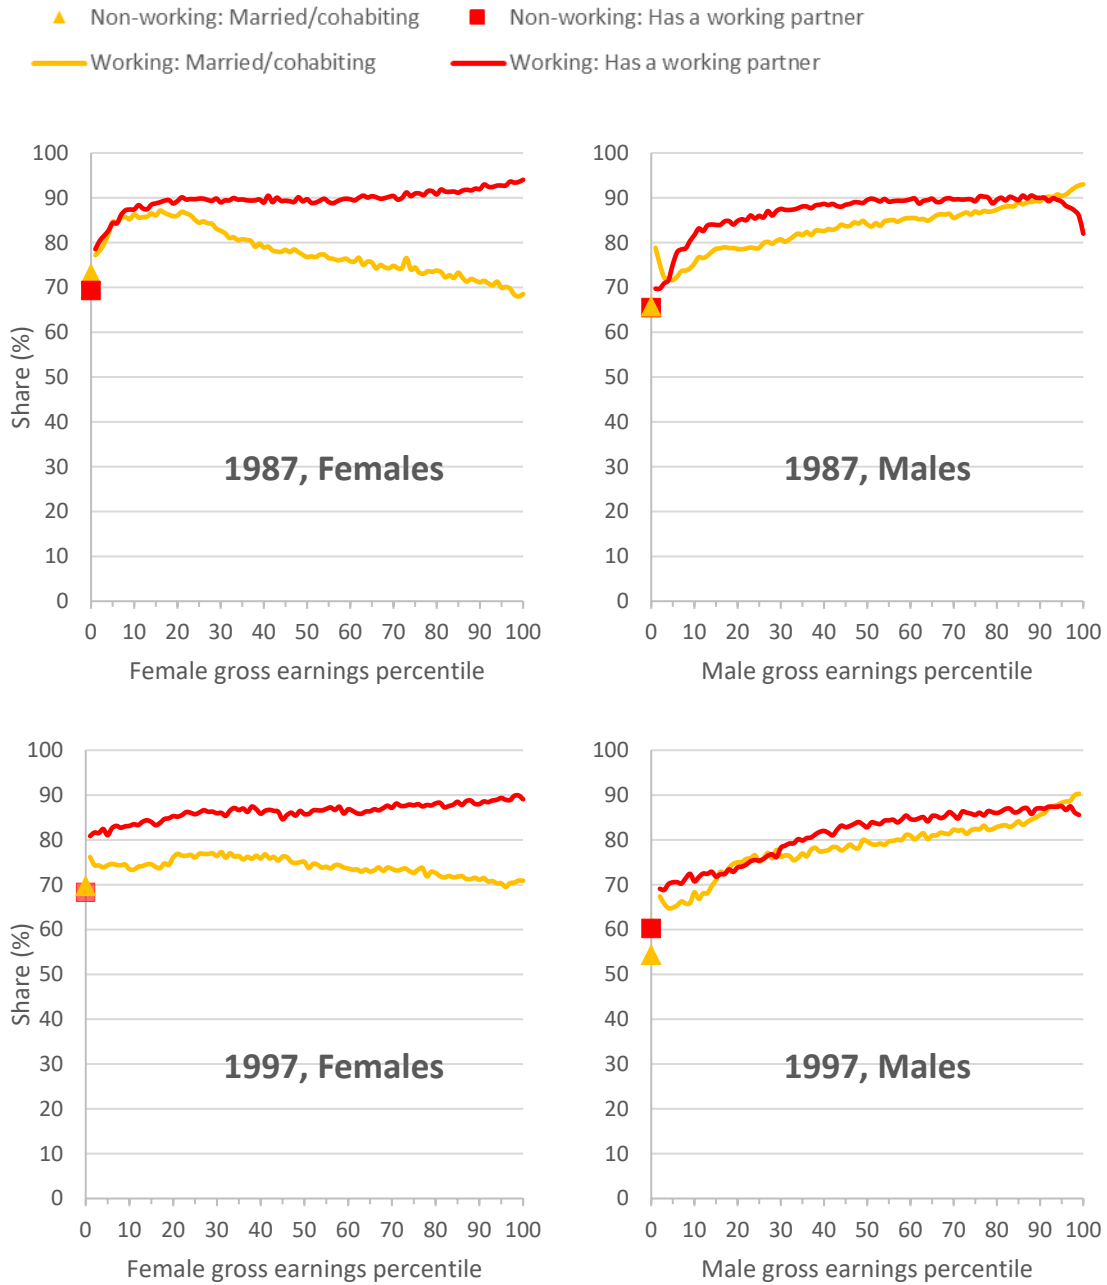 Non-working: Married/cohabiting
Non-working: Has a working partner
Working: Married/cohabiting
Working: Has a working partner
Share (%)
100
90
80
70
60
50
40
30
20
10
0
1987, Females
0 10 20 30 40 50 60 70 80 90 100
Female gross earnings percentile
100
90
80
70
60
50
40
30
20
10
0
1987, Males
0 10 20 30 40 50 60 70 80 90 100
Male gross earnings percentile
Share (%)
100
90
80
70
60
50
40
30
20
10
0
1997, Females
0 10 20 30 40 50 60 70 80 90 100
Female gross earnings percentile
100
90
80
70
60
50
40
30
20
10
0
1997, Males
0 10 20 30 40 50 60 70 80 90 100
Male gross earnings percentile